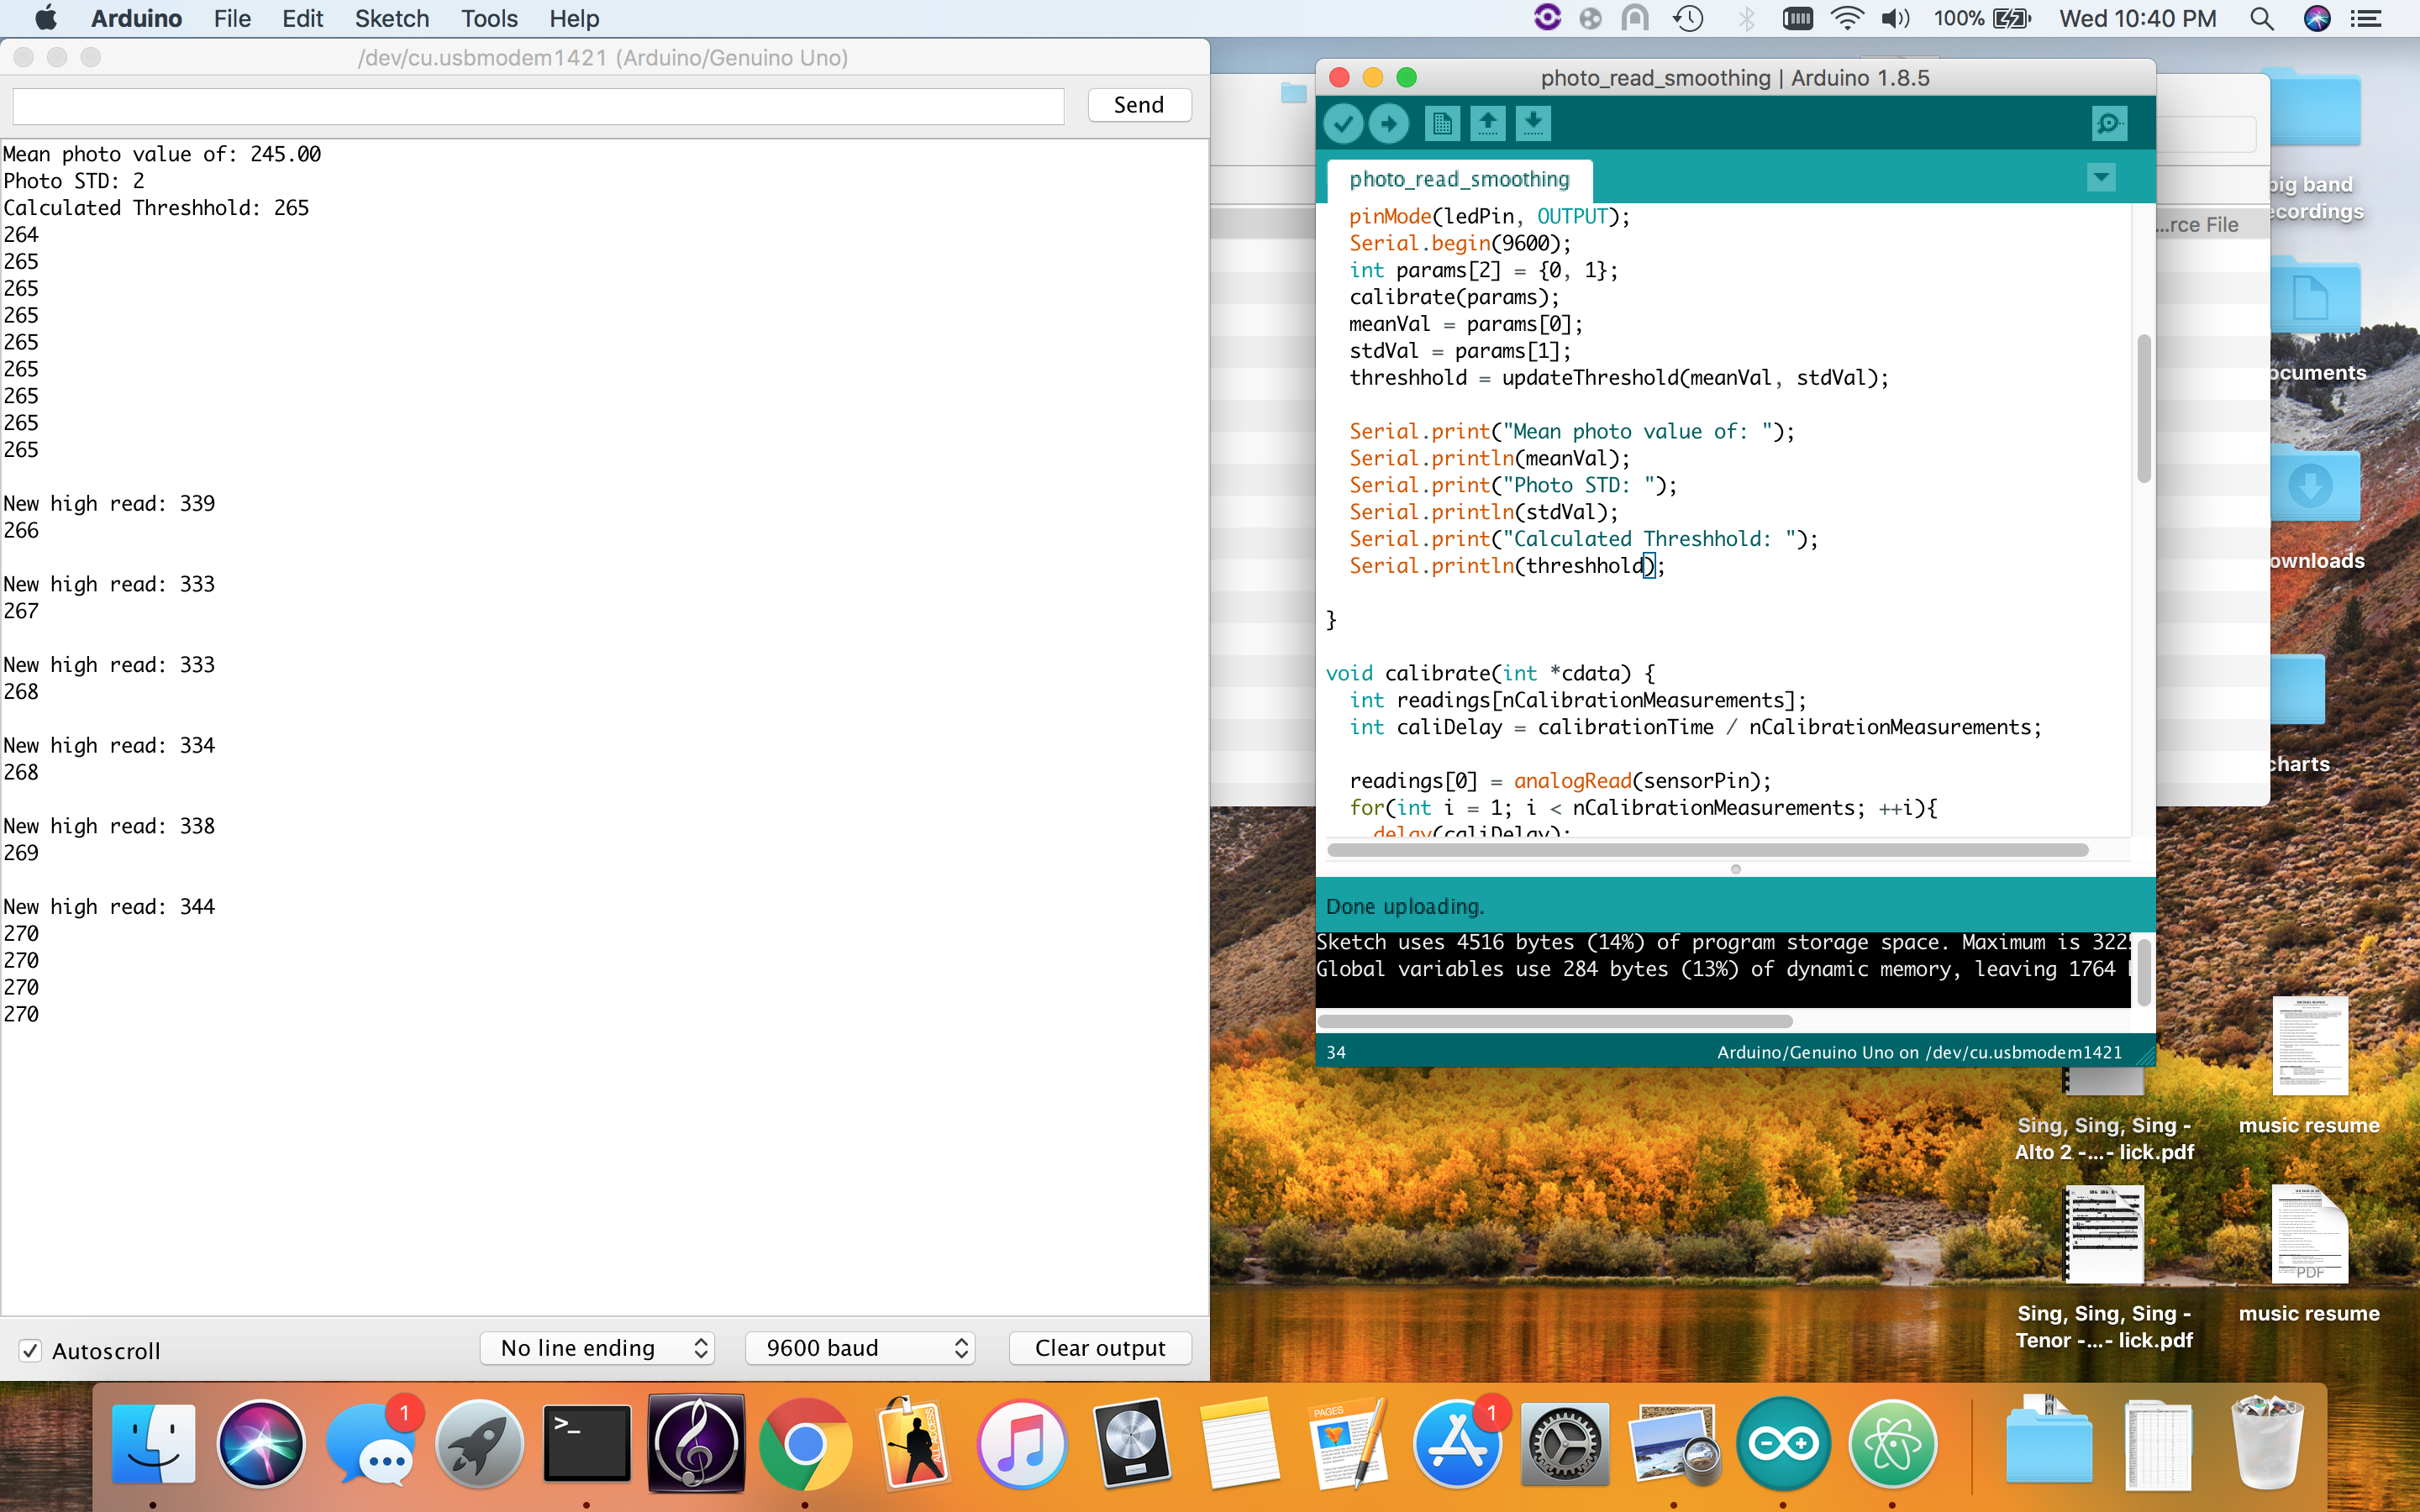 Arduino File Edit Sketch Tools Help 100% Wed 10:40 PM
/dev/cu.usbmodem1421 (Arduino/Genuino Uno)
Send
Mean photo value of: 245.00
Photo STD: 2
Calculated Threshhold: 265
264
265
265
265
265
265
265
265
265
New high read: 339
266
New high read: 333
267
New high read: 333
268
New high read: 334
268
New high read: 338
269
New high read: 344
270
270
270
270
Autoscroll No line ending 9600 baud Clear output
photo_read_smoothing | Arduino 1.8.5
photo_read_smoothing
pinMode(ledPin, OUTPUT);
Serial.begin(9600);
int params[2] = {0, 1};
calibrate(params);
meanVal = params[0];
stdVal = params[1];
threshhold = updateThreshold(meanVal, stdVal);
Serial.print("Mean photo value of: ");
Serial.println(meanVal);
Serial.print("Photo STD: ");
Serial.println(stdVal);
Serial.print("Calculated Threshhold: ");
Serial.println(threshhold);
}
void calibrate(int *cdata) {
int readings[nCalibrationMeasurements];
int caliDelay = calibrationTime / nCalibrationMeasurements;
readings[0] = analogRead(sensorPin);
for(int i = 1; i < nCalibrationMeasurements; ++i){
delay(caliDelay);
Done uploading.
Sketch uses 4516 bytes (14%) of program storage space. Maximum is 322
Global variables use 284 bytes (13%) of dynamic memory, leaving 1764
34 Arduino/Genuino Uno on /dev/cu.usbmodem1421
big band
ecordings
...rce File
ocuments
ownloads
charts
Sing, Sing, Sing -
Alto 2 -...- lick.pdf
music resume
Sing, Sing, Sing -
Tenor -...- lick.pdf
PDF
music resume
1
>_
ALL ACCESS
PAGES
1